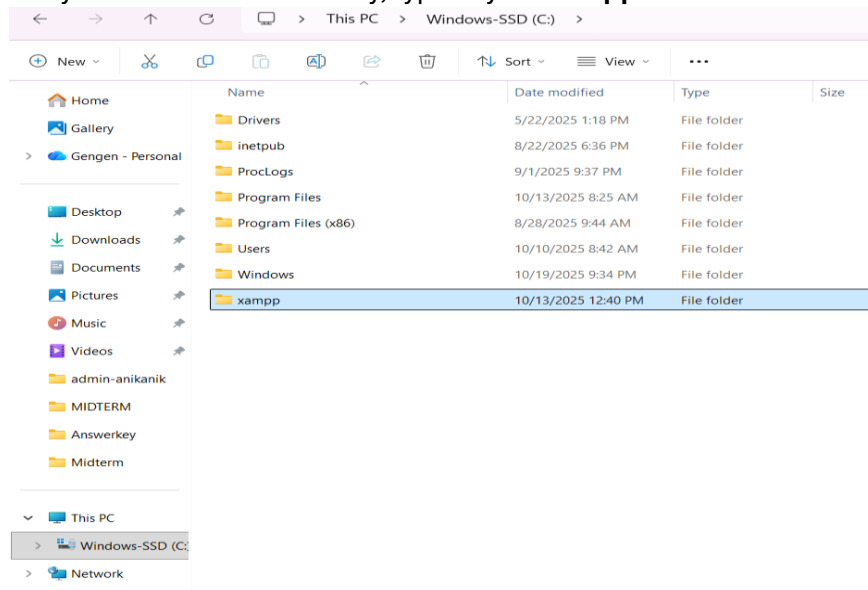 This PC > Windows-SSD (C:) >
New Sort View ...
Name Date modified Type Size
Home
Gallery
Gengen - Personal
Desktop
Downloads
Documents
Pictures
Music
Videos
admin-anikanik
MIDTERM
Answerkey
Midterm
This PC
Windows-SSD (C:
Network
Drivers 5/22/2025 1:18 PM File folder
inetpub 8/22/2025 6:36 PM File folder
ProcLogs 9/1/2025 9:37 PM File folder
Program Files 10/13/2025 8:25 AM File folder
Program Files (x86) 8/28/2025 9:44 AM File folder
Users 10/10/2025 8:42 AM File folder
Windows 10/19/2025 9:34 PM File folder
xampp 10/13/2025 12:40 PM File folder